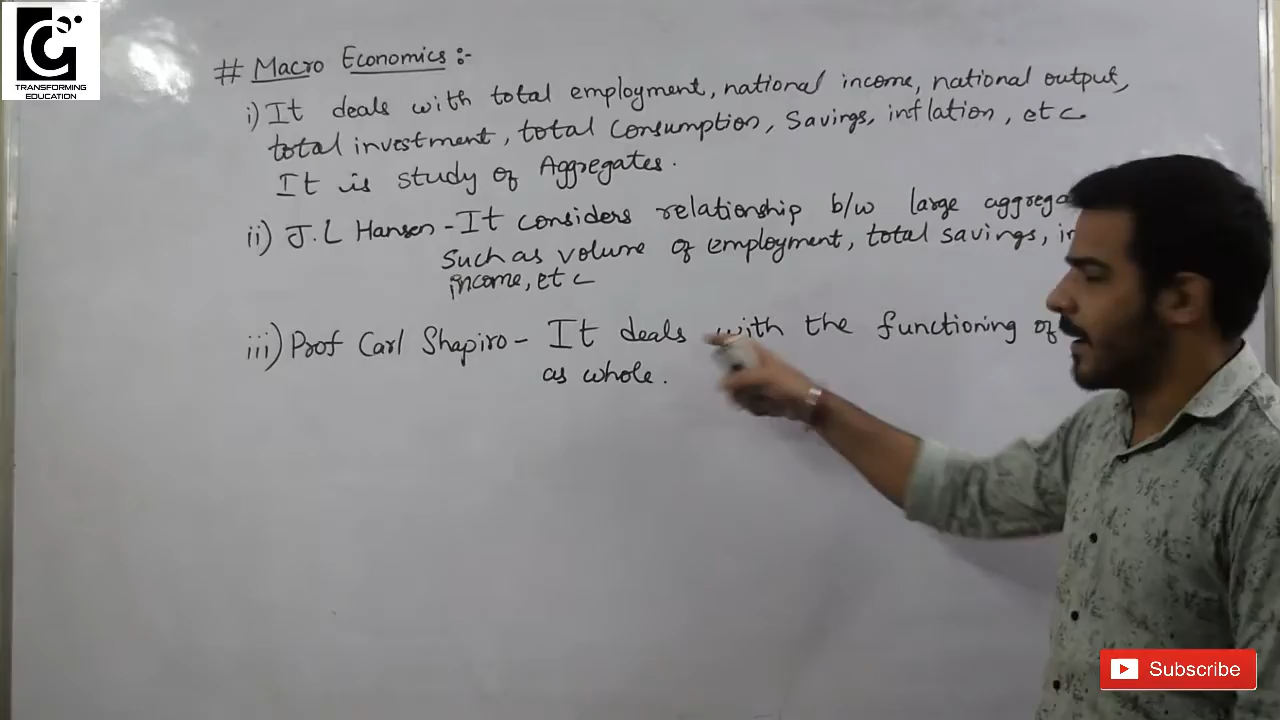 TRANSFORMING
EDUCATION
# Macro Economics :-
i) It deals with total employment, national income, national output,
total investment, total consumption, Savings, inflation, etc
It is study of Aggregates.
ii) J.L Hansen - It considers relationship b/w large aggrega
Such as volume of employment, total savings,
income, etc
iii) Prof Carl Shapiro - It deals with the functioning of
as whole.
Subscribe